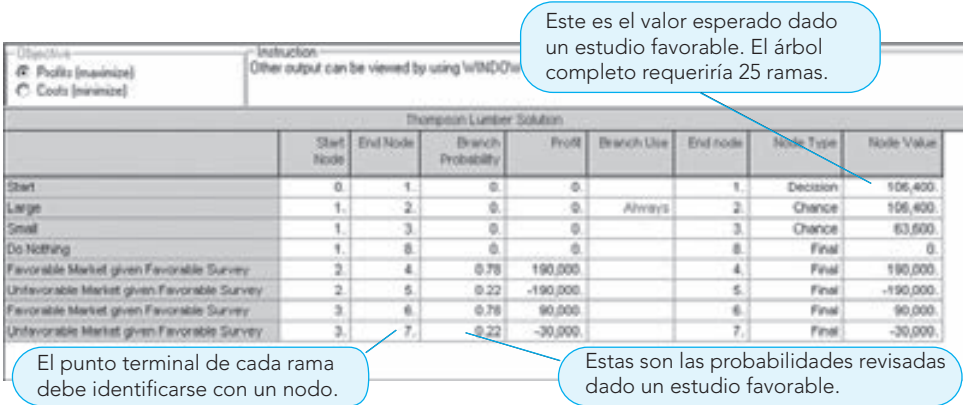 Este es el valor esperado dado
un estudio favorable. El árbol
completo requeriría 25 ramas.
Objective
Profits (maximize)
Costs (minimize)
Instruction
Other output can be viewed by using WINDOW
Thompson Lumber Solution
Start Node End Node Branch Probability Profit Branch Use End node Node Type Node Value
Start 0. 1. 0. 0. 1. Decision 106,400.
Large 1. 2. 0. 0. Always 2. Chance 106,400.
Small 1. 3. 0. 0. 3. Chance 63,600.
Do Nothing 1. 8. 0. 0. 8. Final 0.
Favorable Market given Favorable Survey 2. 4. 0.78 190,000. 4. Final 190,000.
Unfavorable Market given Favorable Survey 2. 5. 0.22 -190,000. 5. Final -190,000.
Favorable Market given Favorable Survey 3. 6. 0.78 90,000. 6. Final 90,000.
Unfavorable Market given Favorable Survey 3. 7. 0.22 -30,000. 7. Final -30,000.
El punto terminal de cada rama
debe identificarse con un nodo.
Estas son las probabilidades revisadas
dado un estudio favorable.